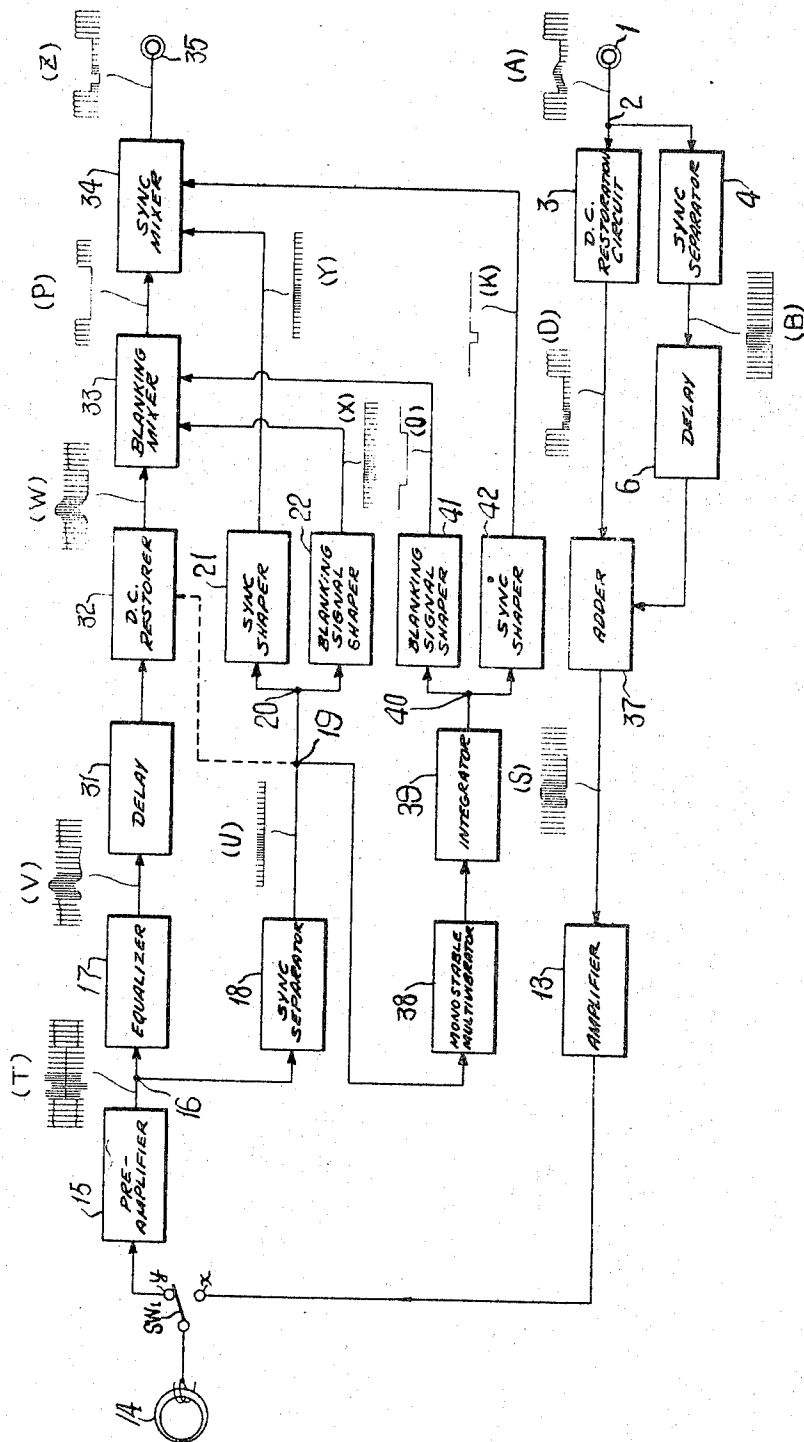 (Z)
35
34
SYNC
MIXER
(P)
33
BLANKING
MIXER
(W)
32
D.C.
RESTORER
31
DELAY
(V)
17
EQUALIZER
(T)
16
15
PRE-
AMPLIFIER
SW1
y
x
14
(Y)
21
SYNC
SHAPER
(X)
22
BLANKING
SIGNAL
SHAPER
20
19
(U)
18
SYNC
SEPARATOR
(K)
(Q)
41
BLANKING
SIGNAL
SHAPER
42
SYNC
SHAPER
40
39
INTEGRATOR
38
MONOSTABLE
MULTIVIBRATOR
(A)
1
2
3
D.C.
RESTORATION
CIRCUIT
4
SYNC
SEPARATOR
(D)
(B)
6
DELAY
ADDER
37
(S)
13
AMPLIFIER